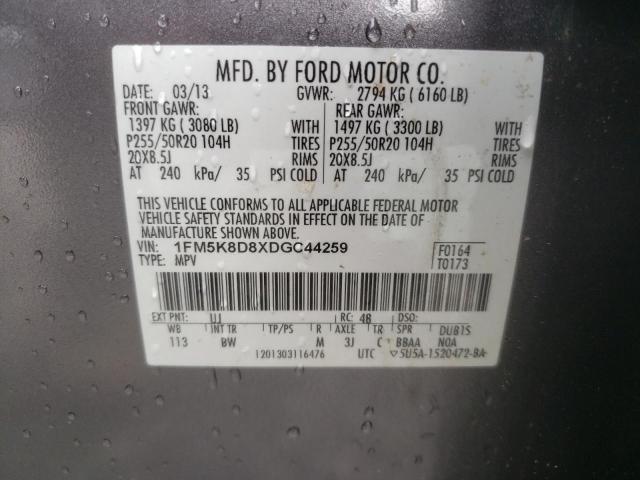 MFD. BY FORD MOTOR CO.
DATE: 03/13 GVWR: 2794 KG ( 6160 LB)
FRONT GAWR: REAR GAWR:
1397 KG ( 3080 LB) WITH 1497 KG ( 3300 LB) WITH
P255/50R20 104H TIRES P255/50R20 104H TIRES
20X8.5J RIMS 20X8.5J RIMS
AT 240 kPa/ 35 PSI COLD AT 240 kPa/ 35 PSI COLD
THIS VEHICLE CONFORMS TO ALL APPLICABLE FEDERAL MOTOR
VEHICLE SAFETY STANDARDS IN EFFECT ON THE DATE OF
MANUFACTURE SHOWN ABOVE.
VIN: 1FM5K8D8XDGC44259 F0164
TYPE: MPV T0173
EXT PNT: UJ RC: 48 DSO:
WB INT TR TP/PS R AXLE TR SPR DUB1S
113 BW M 3J C BBAA N0A
1201303116476 UTC ▽5U5A-1520472-BA